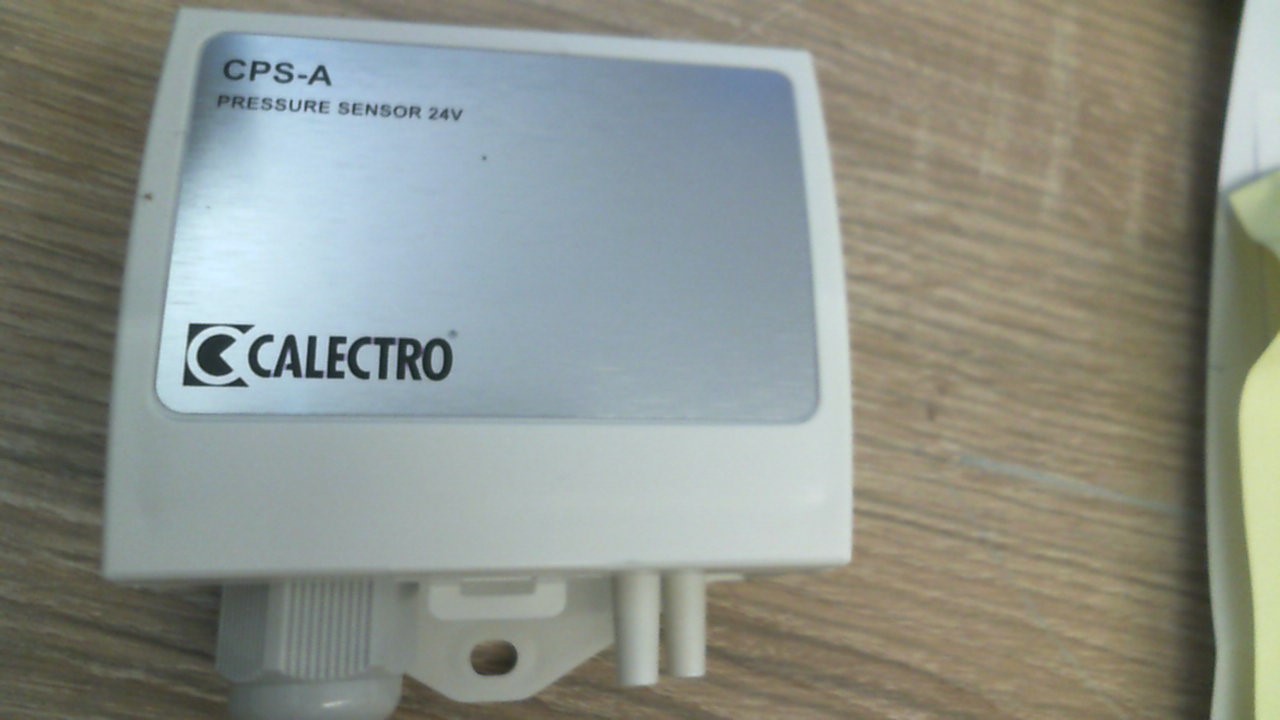 CPS-A
PRESSURE SENSOR 24V
CALECTRO